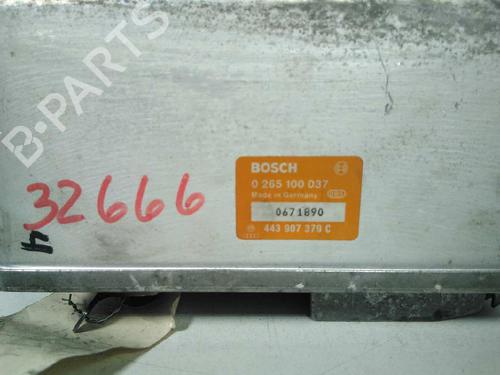 B-PARTS
BOSCH
0 265 100 037
Made in Germany
0671890
443 907 379 C
32666